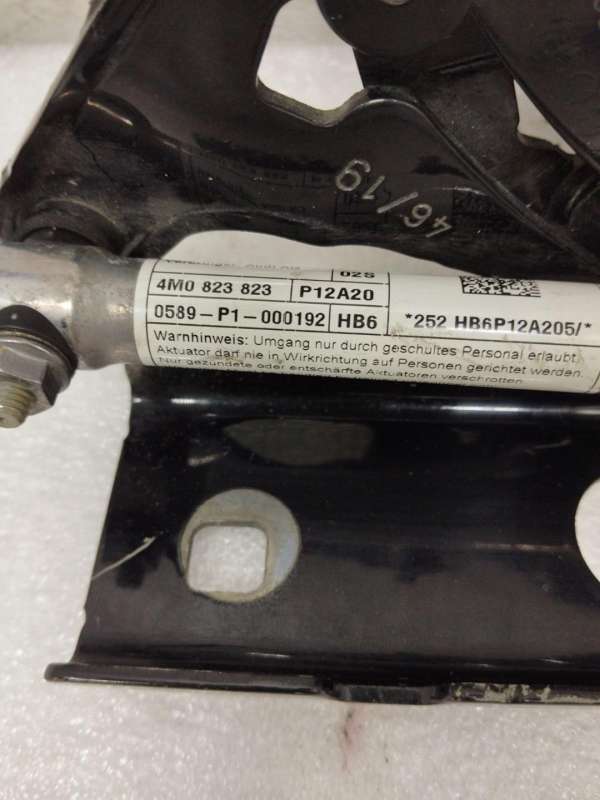 46/19
02S
4M0 823 823 P12A20
0589-P1-000192 HB6 *252 HB6P12A205/*
Warnhinweis: Umgang nur durch geschultes Personal erlaubt.
Aktuator darf nie in Wirkrichtung auf Personen gerichtet werden.
Nur gezündete oder entschärfte Aktuatoren verschrotten